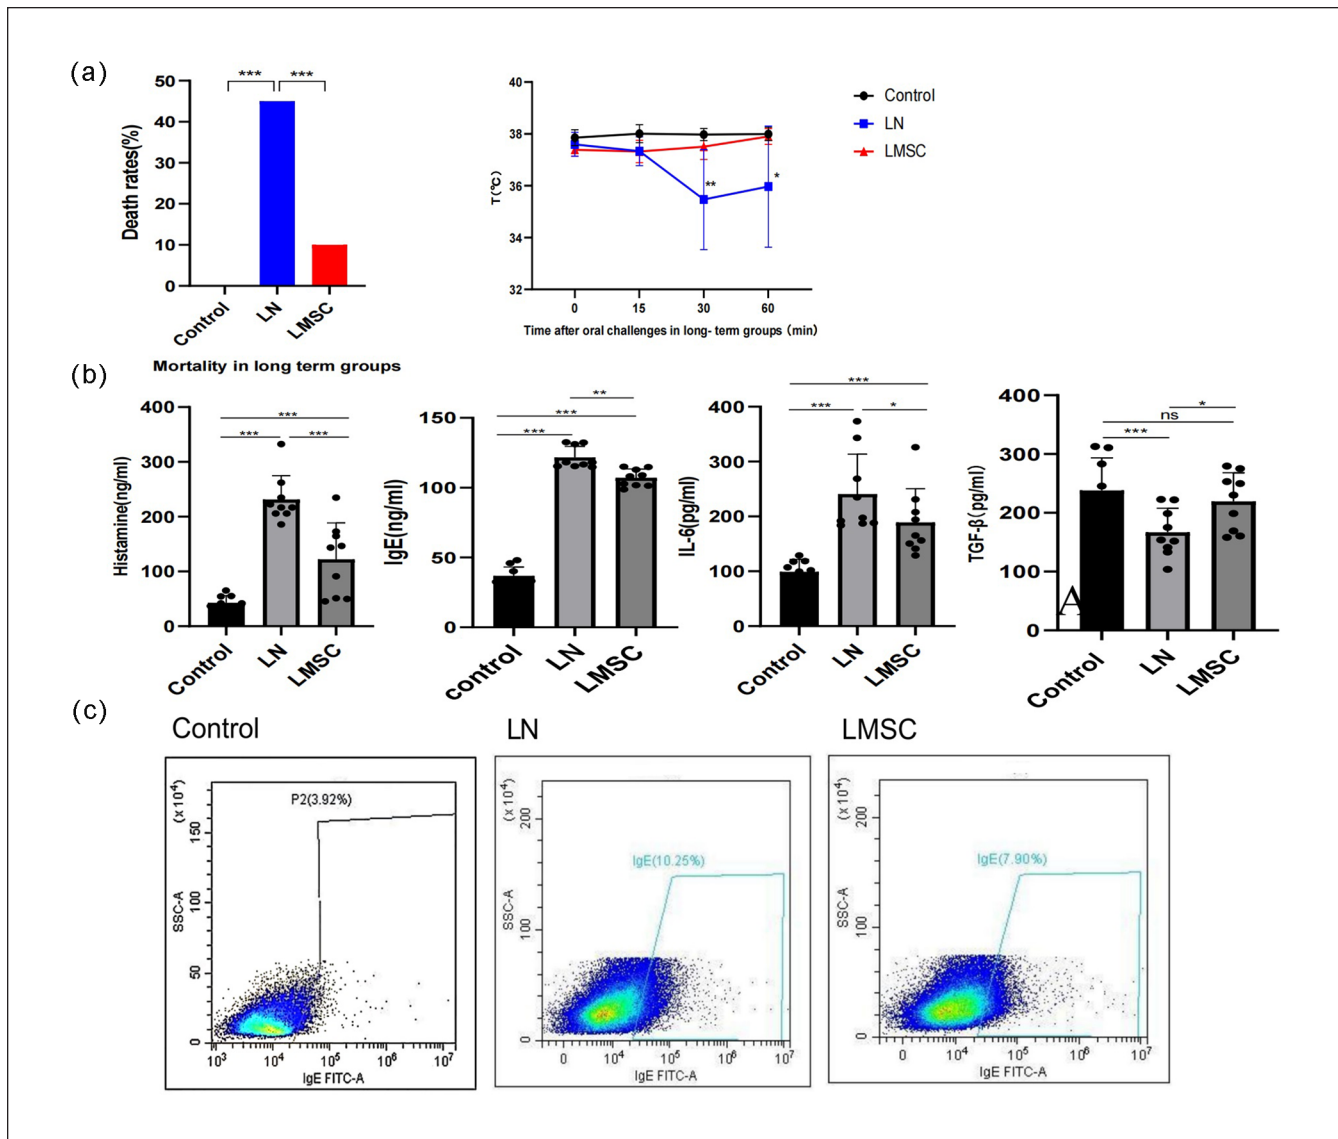 (a)
50
40
30
20
10
0
Death rates(%)
***
***
Control
LN
LMSC
Mortality in long term groups
40
38
36
34
32
T(°C)
**
*
0
15
30
60
Time after oral challenges in long- term groups (min)
Control
LN
LMSC
(b)
400
300
200
100
0
Histamine(ng/ml)
***
***
***
Control
LN
LMSC
150
100
50
0
IgE(ng/ml)
**
***
***
control
LN
LMSC
400
300
200
100
0
IL-6(pg/ml)
***
***
*
Control
LN
LMSC
400
300
200
100
0
TGF-β(pg/ml)
*
ns
***
A
Control
LN
LMSC
(c)
Control
LN
LMSC
(x 10⁴)
150
100
50
0
SSC-A
P2(3.92%)
10³
10⁴
10⁵
10⁶
10⁷
IgE FITC-A
(x 10⁴)
200
100
0
SSC-A
IgE(10.25%)
0
10⁴
10⁵
10⁶
10⁷
IgE FITC-A
(x 10⁴)
200
100
0
SSC-A
IgE(7.90%)
0
10⁴
10⁵
10⁶
10⁷
IgE FITC-A